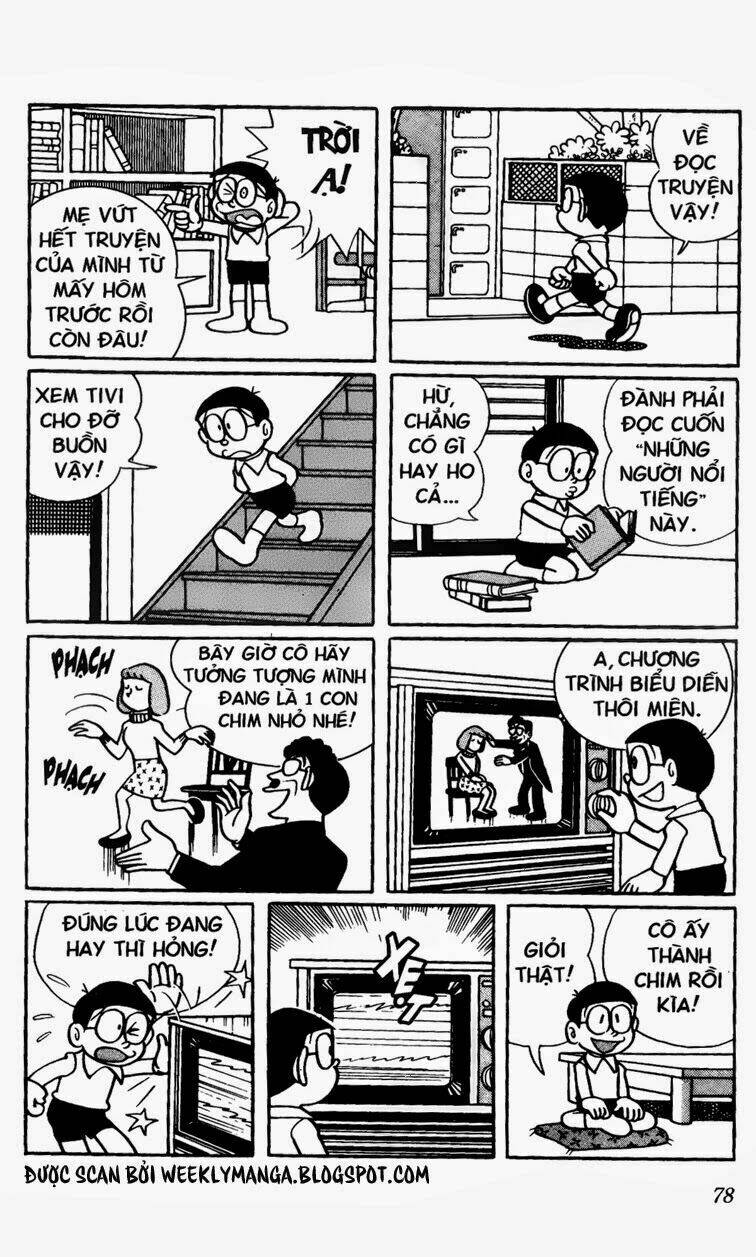 VỀ
ĐỌC
TRUYỆN
VẬY!
TRỜI
Ạ!
MẸ VỨT
HẾT TRUYỆN
CỦA MÌNH TỪ
MẤY HÔM
TRƯỚC RỒI
CÒN ĐÂU!
ĐÀNH PHẢI
ĐỌC CUỐN
“NHỮNG
NGƯỜI NỔI
TIẾNG”
NÀY.
HỪ,
CHẲNG
CÓ GÌ
HAY HO
CẢ...
XEM TIVI
CHO ĐỠ
BUỒN
VẬY!
A, CHƯƠNG
TRÌNH BIỂU DIỄN
THÔI MIÊN.
BÂY GIỜ CÔ HÃY
TƯỞNG TƯỢNG MÌNH
ĐANG LÀ 1 CON
CHIM NHỎ NHÉ!
PHẠCH
PHẠCH
CÔ ẤY
THÀNH
CHIM RỒI
KÌA!
GIỎI
THẬT!
XẸT
ĐÚNG LÚC ĐANG
HAY THÌ HỎNG!
ĐƯỢC SCAN BỞI WEEKLYMANGA.BLOGSPOT.COM
78